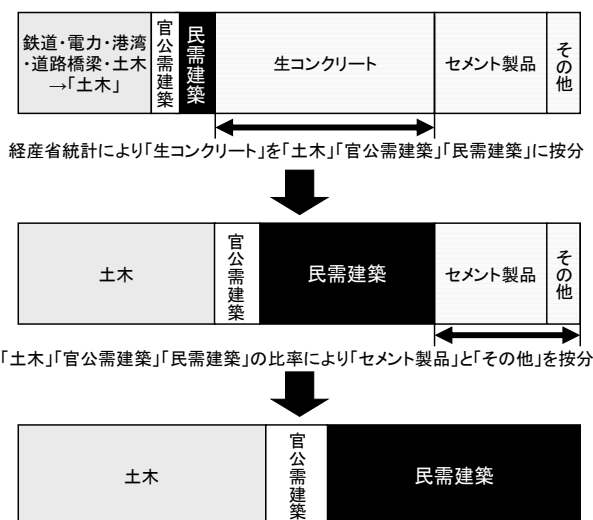 鉄道・電力・港湾
・道路橋梁・土木
→「土木」
官公需建築
民需建築
生コンクリート
セメント製品
その他
経産省統計により「生コンクリート」を「土木」「官公需建築」「民需建築」に按分
土木
官公需建築
民需建築
セメント製品
その他
「土木」「官公需建築」「民需建築」の比率により「セメント製品」と「その他」を按分
土木
官公需建築
民需建築